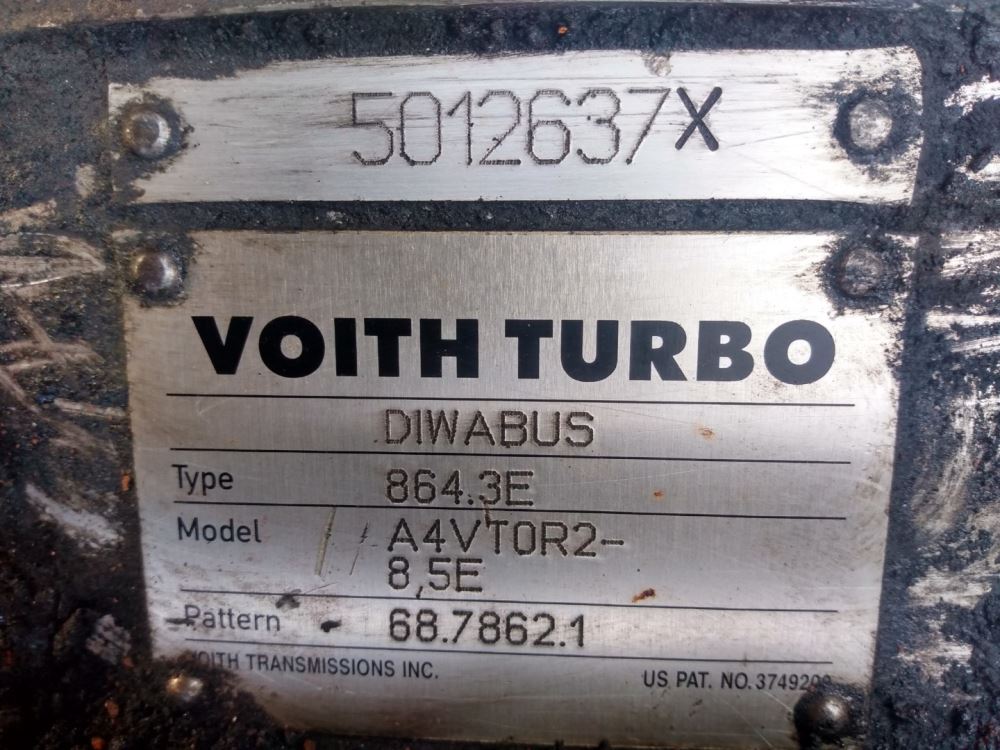 5012637X
VOITH TURBO
DIWABUS
Type 864.3E
Model A4VTOR2-
8,5E
Pattern 68.7862.1
VOITH TRANSMISSIONS INC. US PAT. NO.